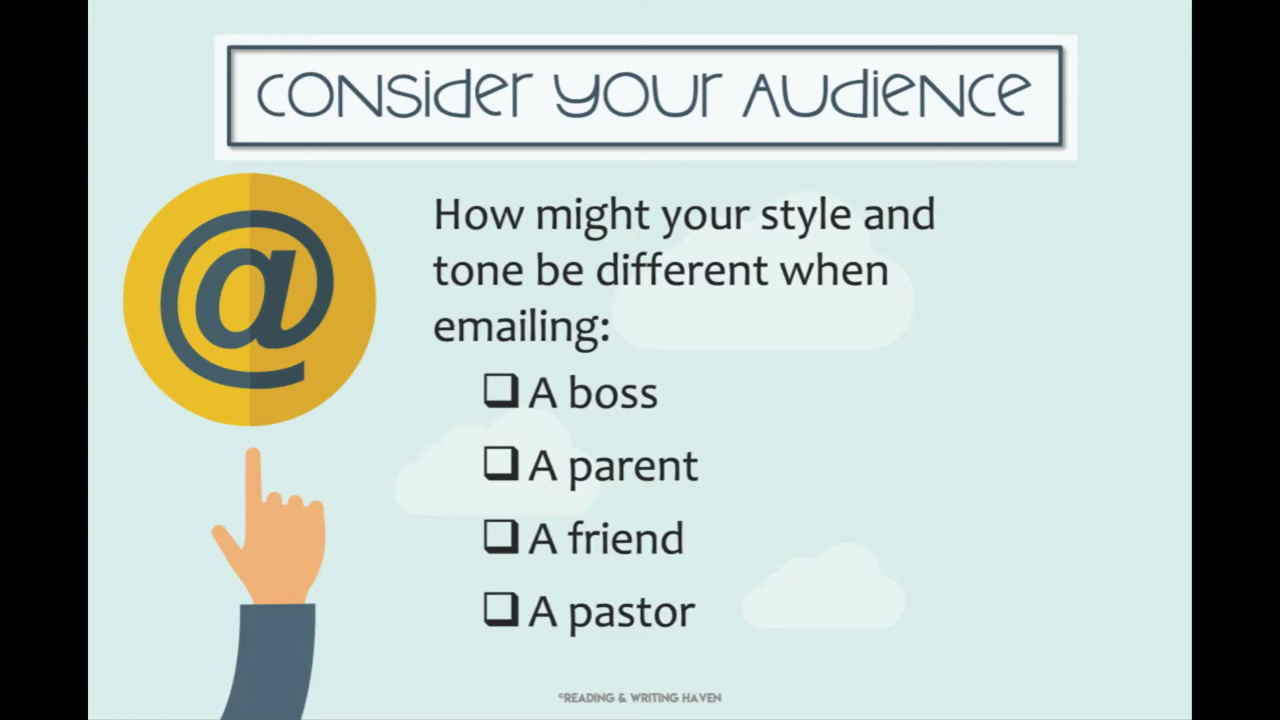 CONSIDER YOUR AUDIENCE
@
How might your style and
tone be different when
emailing:
❑ A boss
❑ A parent
❑ A friend
❑ A pastor
©READING & WRITING HAVEN